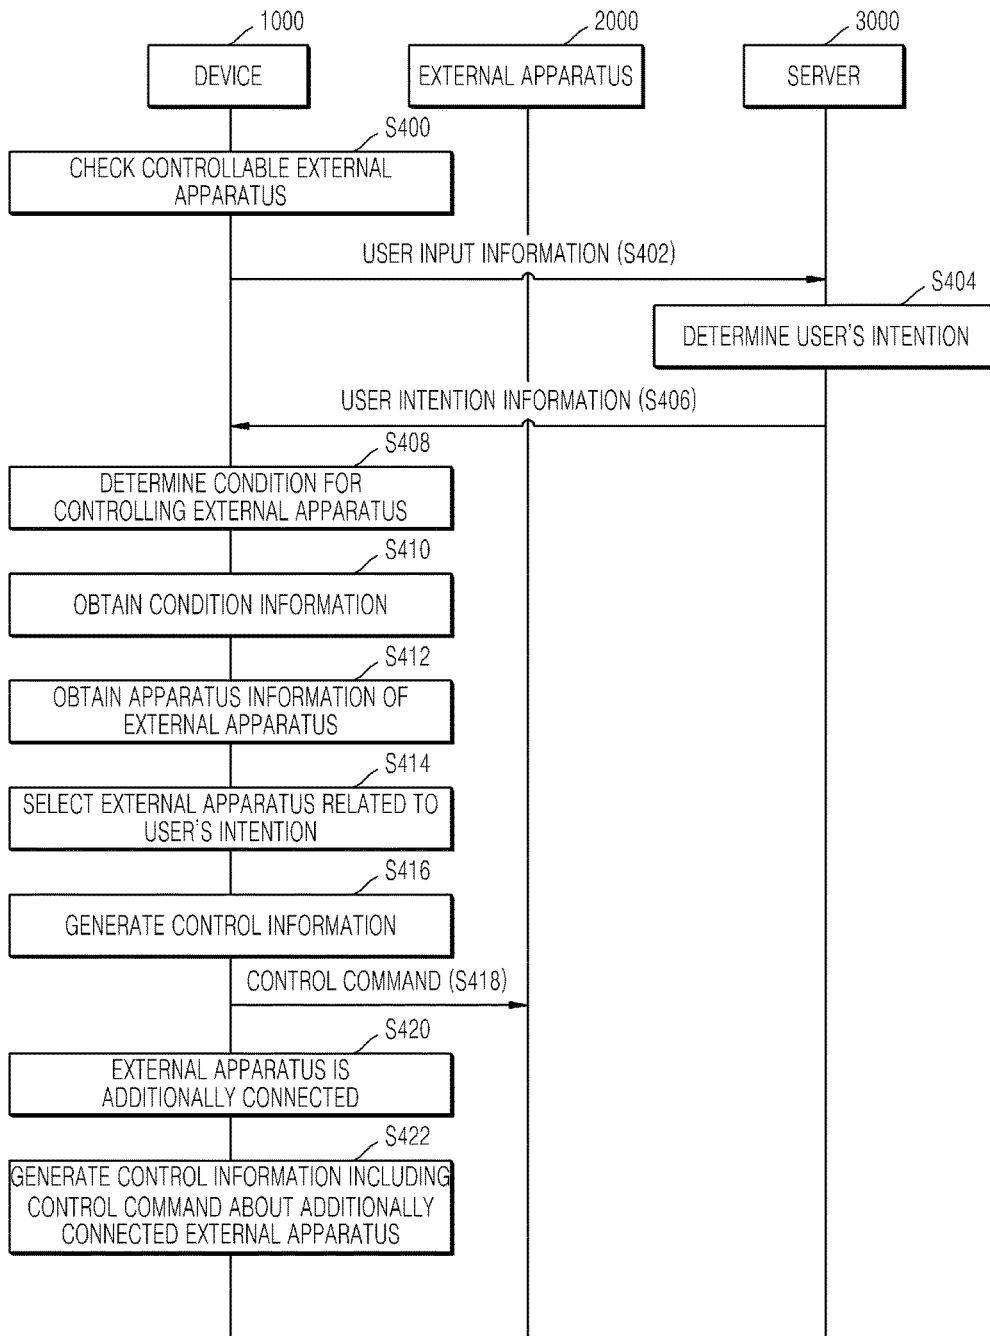 1000
2000
3000
DEVICE
EXTERNAL APPARATUS
SERVER
S400
CHECK CONTROLLABLE EXTERNAL
APPARATUS
USER INPUT INFORMATION (S402)
S404
DETERMINE USER'S INTENTION
USER INTENTION INFORMATION (S406)
S408
DETERMINE CONDITION FOR
CONTROLLING EXTERNAL APPARATUS
S410
OBTAIN CONDITION INFORMATION
S412
OBTAIN APPARATUS INFORMATION OF
EXTERNAL APPARATUS
S414
SELECT EXTERNAL APPARATUS RELATED TO
USER'S INTENTION
S416
GENERATE CONTROL INFORMATION
CONTROL COMMAND (S418)
S420
EXTERNAL APPARATUS IS
ADDITIONALLY CONNECTED
S422
GENERATE CONTROL INFORMATION INCLUDING
CONTROL COMMAND ABOUT ADDITIONALLY
CONNECTED EXTERNAL APPARATUS